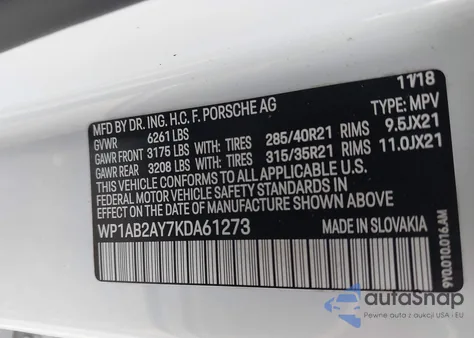 11/18
MFD BY DR. ING. H.C. F. PORSCHE AG
GVWR 6261 LBS TYPE: MPV
GAWR FRONT 3175 LBS WITH TIRES 285/40R21 RIMS 9.5JX21
GAWR REAR 3208 LBS WITH TIRES 315/35R21 RIMS 11.0JX21
THIS VEHICLE CONFORMS TO ALL APPLICABLE U.S.
FEDERAL MOTOR VEHICLE SAFETY STANDARDS IN
EFFECT ON THE DATE OF MANUFACTURE SHOWN ABOVE.
WP1AB2AY7KDA61273 MADE IN SLOVAKIA
9Y0.010.016.AM
autoSnap
Pewne auto z USA - EU